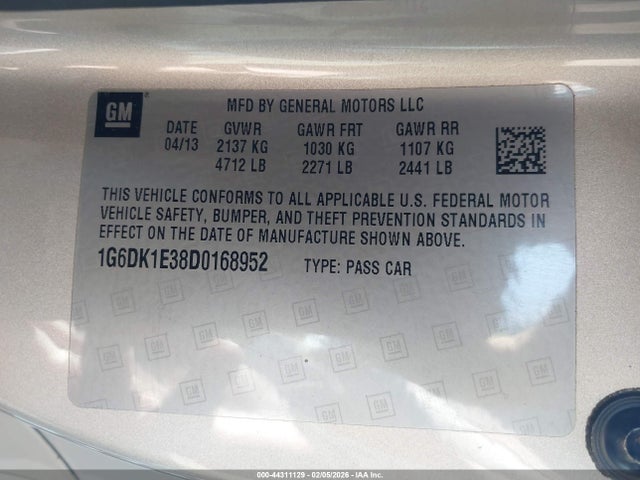 GM
MFD BY GENERAL MOTORS LLC
DATE GVWR GAWR FRT GAWR RR
04/13 2137 KG 1030 KG 1107 KG
4712 LB 2271 LB 2441 LB
THIS VEHICLE CONFORMS TO ALL APPLICABLE U.S. FEDERAL MOTOR
VEHICLE SAFETY, BUMPER, AND THEFT PREVENTION STANDARDS IN
EFFECT ON THE DATE OF MANUFACTURE SHOWN ABOVE.
1G6DK1E38D0168952 TYPE: PASS CAR
000-44311129 - 02/05/2026 - IAAI, Inc.